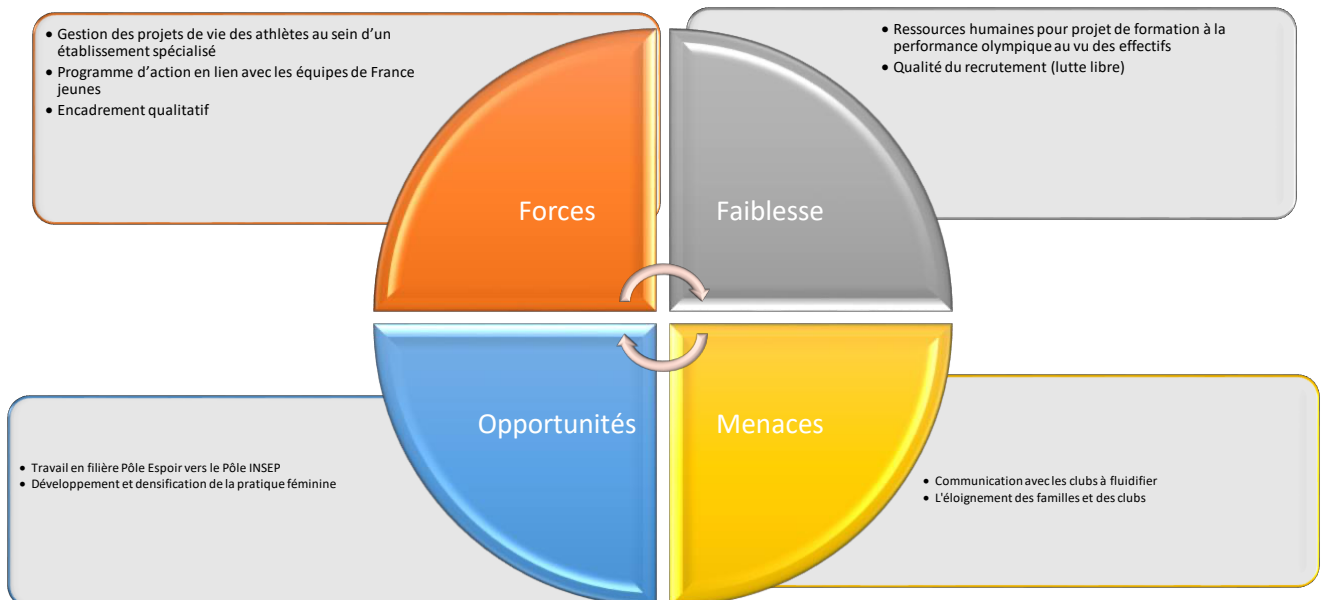 • Gestion des projets de vie des athlètes au sein d’un
établissement spécialisé
• Programme d’action en lien avec les équipes de France
jeunes
• Encadrement qualitatif
• Ressources humaines pour projet de formation à la
performance olympique au vu des effectifs
• Qualité du recrutement (lutte libre)
Forces
Faiblesse
Opportunités
Menaces
• Travail en filière Pôle Espoir vers le Pôle INSEP
• Développement et densification de la pratique féminine
• Communication avec les clubs à fluidifier
• L'éloignement des familles et des clubs